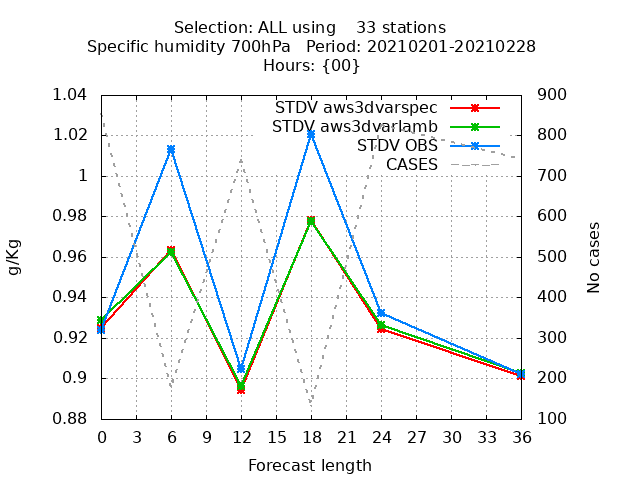 Selection: ALL using    33 stations
Specific humidity 700hPa   Period: 20210201-20210228
Hours: {00}
1.04
1.02
1
0.98
0.96
0.94
0.92
0.9
0.88
g/Kg
STDV aws3dvarspec
STDV aws3dvarlamb
STDV OBS
CASES
900
800
700
600
500
400
300
200
100
No cases
0 3 6 9 12 15 18 21 24 27 30 33 36
Forecast length